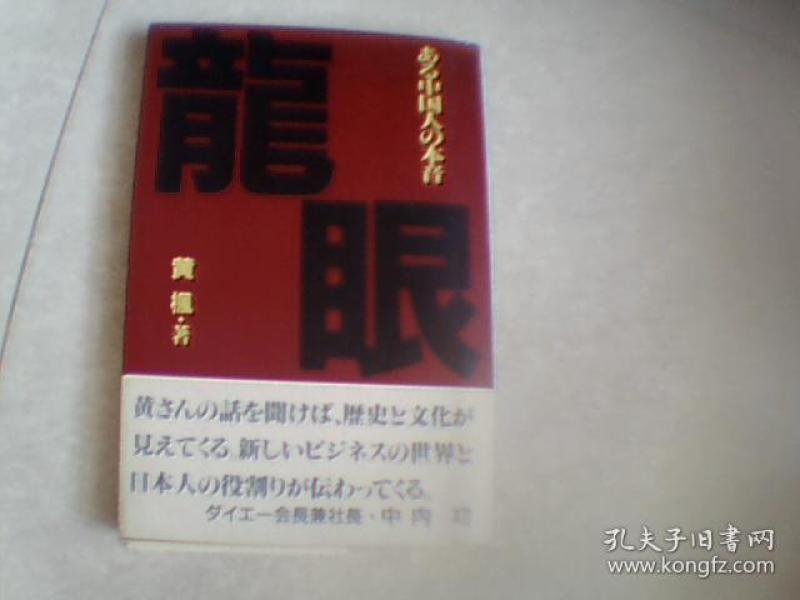 ある中国人の本音
龍
眼
黄楓・著
黄さんの話を聞けば、歴史と文化が
見えてくる。新しいビジネスの世界と
日本人の役割りが伝わってくる。
ダイエー会長兼社長・中内 㓛
孔夫子旧书网
www.kongfz.com